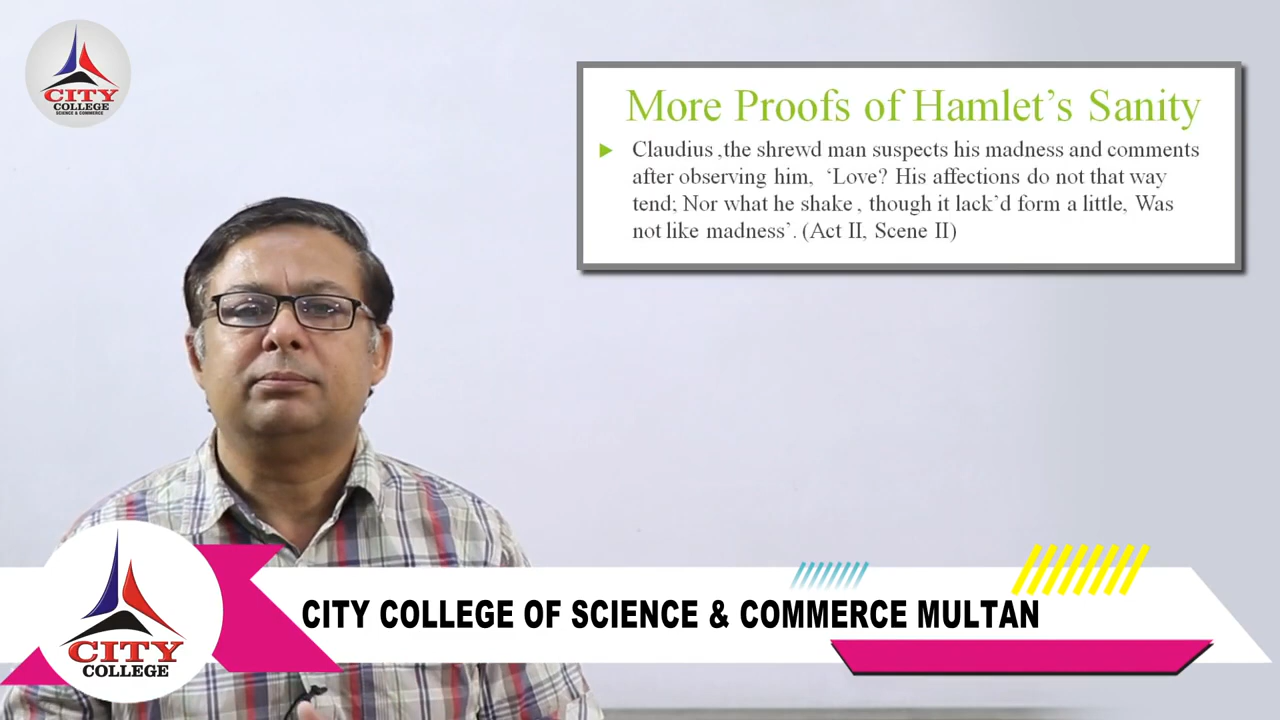 CITY
COLLEGE
SCIENCE & COMMERCE
More Proofs of Hamlet’s Sanity
Claudius ,the shrewd man suspects his madness and comments
after observing him, ‘Love? His affections do not that way
tend; Nor what he shake , though it lack’d form a little, Was
not like madness’. (Act II, Scene II)
CITY COLLEGE OF SCIENCE & COMMERCE MULTAN
CITY
COLLEGE